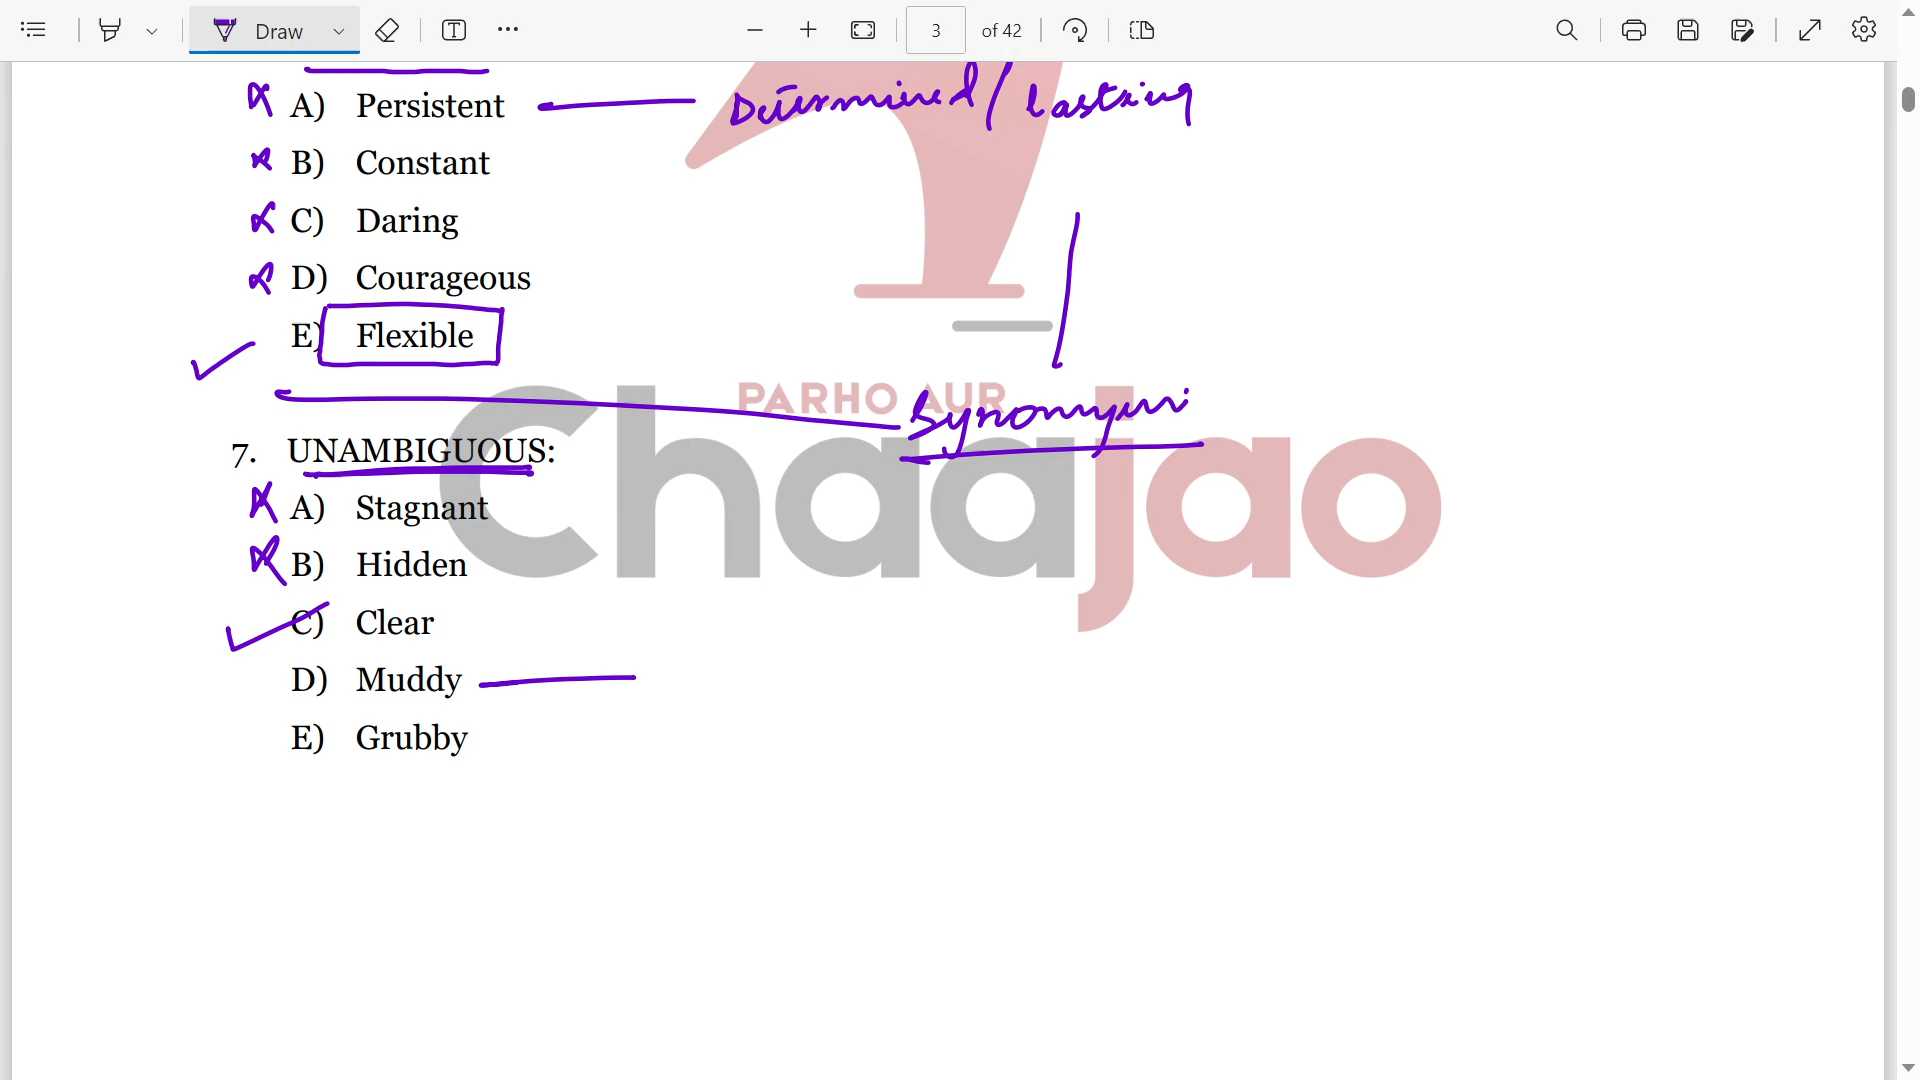 Draw
3 of 42
A) Persistent Determined / Lasting
B) Constant
C) Daring
D) Courageous
E) Flexible
PARHO AUR
Chaajao
7. UNAMBIGUOUS:
A) Stagnant
B) Hidden
C) Clear
D) Muddy
E) Grubby